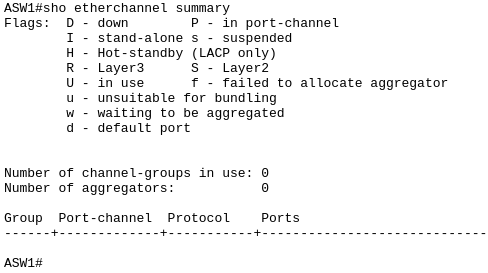 ASW1#sho etherchannel summary
Flags:  D - down        P - in port-channel
        I - stand-alone s - suspended
        H - Hot-standby (LACP only)
        R - Layer3      S - Layer2
        U - in use      f - failed to allocate aggregator
        u - unsuitable for bundling
        w - waiting to be aggregated
        d - default port
Number of channel-groups in use: 0
Number of aggregators:           0
Group  Port-channel  Protocol    Ports
------+-------------+-----------+-----------------------------
ASW1#